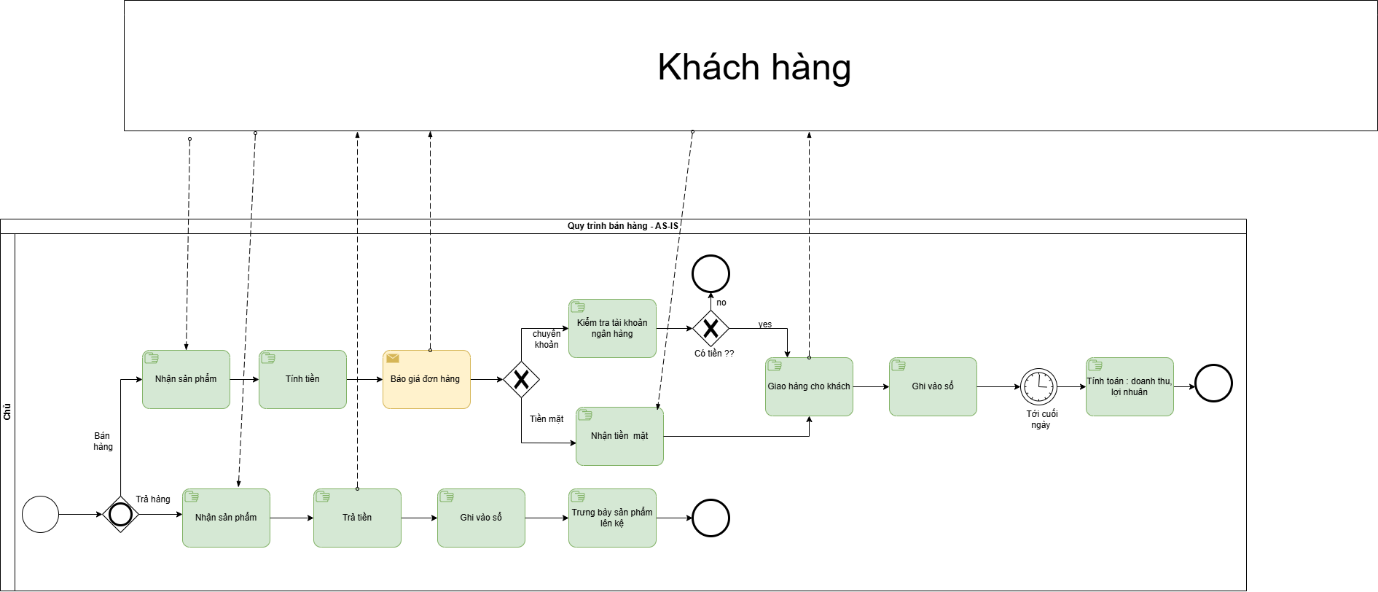 Khách hàng
Quy trình bán hàng - AS-IS
Chủ
Kiểm tra tài khoản
ngân hàng
no
yes
Có tiền ??
chuyển
khoản
Nhận sản phẩm
Tính tiền
Báo giá đơn hàng
Giao hàng cho khách
Ghi vào sổ
Tính toán : doanh thu,
lợi nhuân
Tới cuối
ngày
Tiền mặt
Nhận tiền mặt
Bán
hàng
Trả hàng
Nhận sản phẩm
Trả tiền
Ghi vào sổ
Trưng bày sản phẩm
lên kệ